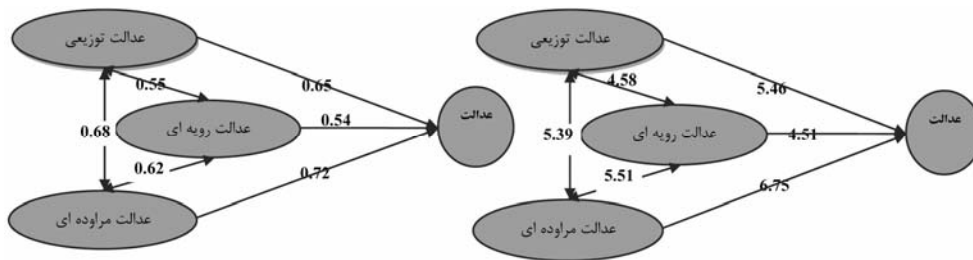 عدالت توزیعی
0.55
0.65
0.68
عدالت رویه ای
0.54
عدالت
0.62
0.72
عدالت مراوده ای
عدالت توزیعی
4.58
5.46
5.39
عدالت رویه ای
4.51
عدالت
5.51
6.75
عدالت مراوده ای